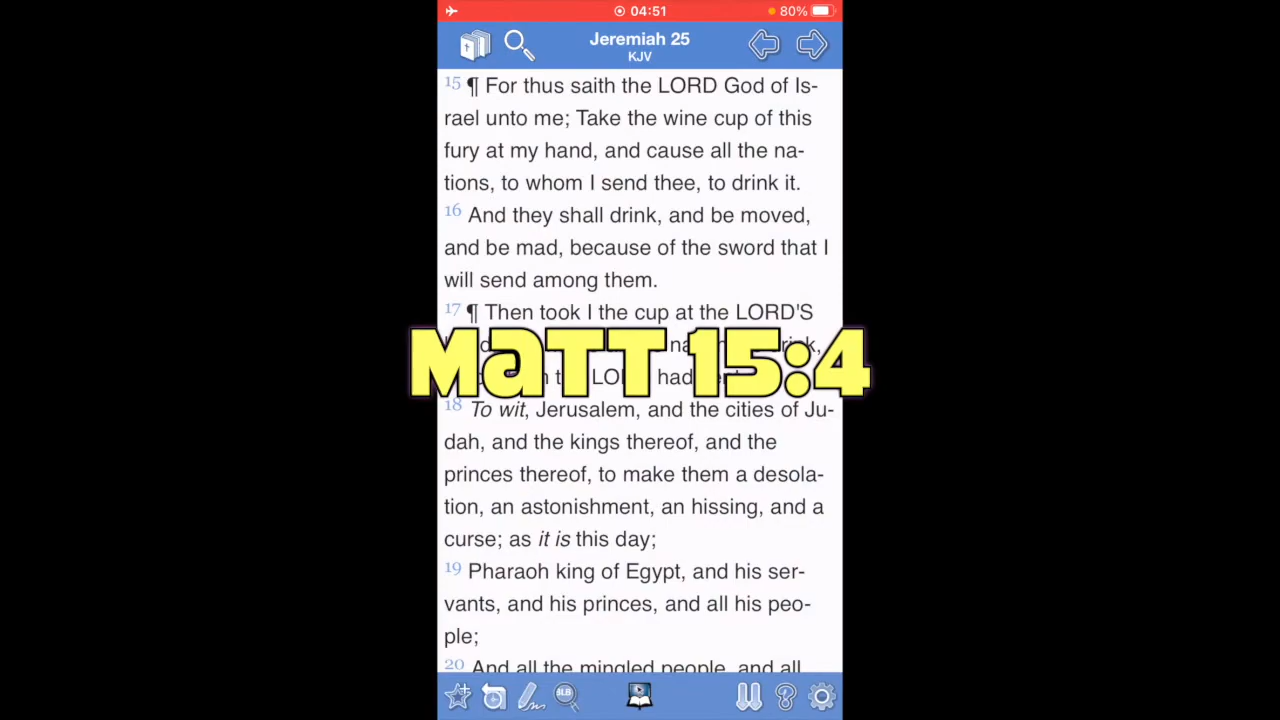 04:51
80%
Jeremiah 25
KJV
15 ¶ For thus saith the LORD God of Is-
rael unto me; Take the wine cup of this
fury at my hand, and cause all the na-
tions, to whom I send thee, to drink it.
16 And they shall drink, and be moved,
and be mad, because of the sword that I
will send among them.
17 ¶ Then took I the cup at the LORD'S
MaTT 15:4
had
18 To wit, Jerusalem, and the cities of Ju-
dah, and the kings thereof, and the
princes thereof, to make them a desola-
tion, an astonishment, an hissing, and a
curse; as it is this day;
19 Pharaoh king of Egypt, and his ser-
vants, and his princes, and all his peo-
ple;
20 And all the mingled people, and all